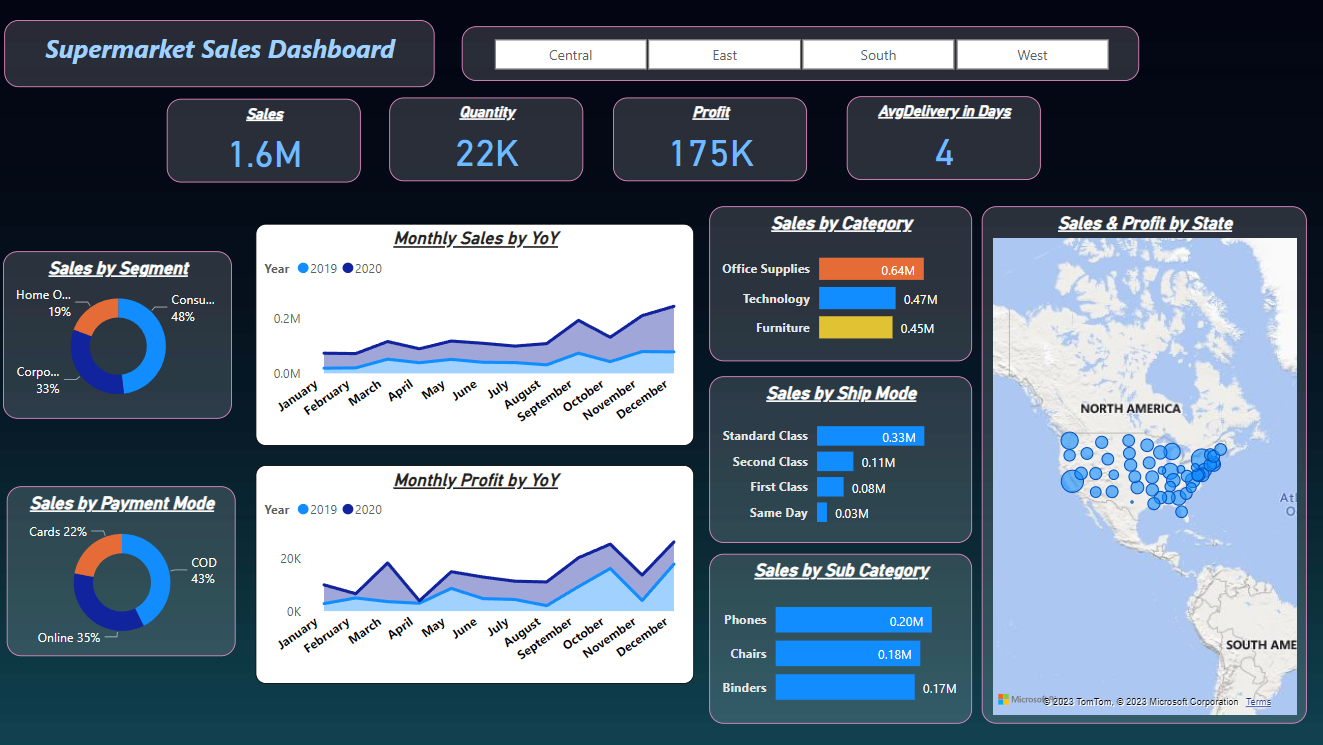 Supermarket Sales Dashboard
Central East South West
Sales
1.6M
Quantity
22K
Profit
175K
AvgDelivery in Days
4
Sales by Segment
Home O...
19%
Consu...
48%
Corpo...
33%
Sales by Payment Mode
Cards 22%
COD
43%
Online 35%
Monthly Sales by YoY
Year 2019 2020
0.2M
0.0M
January February March April May June July August September October November December
Monthly Profit by YoY
Year 2019 2020
20K
0K
January February March April May June July August September October November December
Sales by Category
Office Supplies 0.64M
Technology 0.47M
Furniture 0.45M
Sales by Ship Mode
Standard Class 0.33M
Second Class 0.11M
First Class 0.08M
Same Day 0.03M
Sales by Sub Category
Phones 0.20M
Chairs 0.18M
Binders 0.17M
Sales & Profit by State
NORTH AMERICA
Atl
O
SOUTH AME
Microsoft
© 2023 TomTom, © 2023 Microsoft Corporation Terms